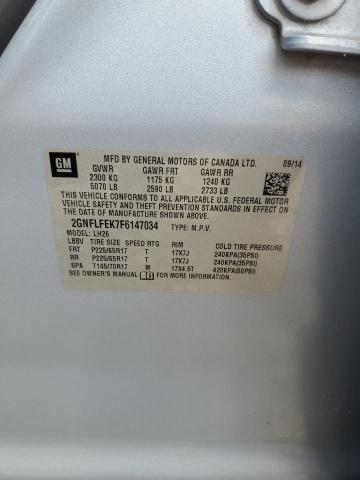 GM
MFD BY GENERAL MOTORS OF CANADA LTD. 09/14
GVWR GAWR FRT GAWR RR
2300 KG 1175 KG 1240 KG
5070 LB 2590 LB 2733 LB
THIS VEHICLE CONFORMS TO ALL APPLICABLE U.S. FEDERAL MOTOR
VEHICLE SAFETY AND THEFT PREVENTION STANDARDS IN
EFFECT ON THE DATE OF MANUFACTURE SHOWN ABOVE.
2GNFLFEK7F6147034 TYPE: M.P.V.
MODEL: LH26
LBBV TIRE SIZE SPEED RTG RIM COLD TIRE PRESSURE
FRT P225/65R17 T 17X7J 240KPA(35PSI)
RR P225/65R17 T 17X7J 240KPA(35PSI)
SPA T145/70R17 M 17X4.5T 420KPA(60PSI)
SEE OWNER'S MANUAL FOR ADDITIONAL INFORMATION.